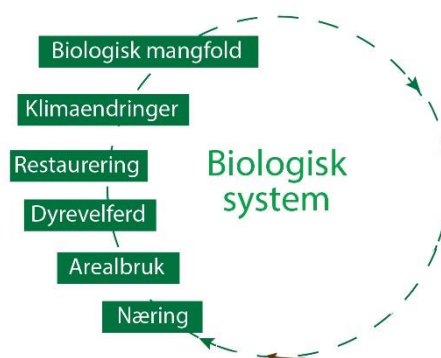 Biologisk mangfold
Klimaendringer
Restaurering
Dyrevelferd
Arealbruk
Næring
Biologisk
system